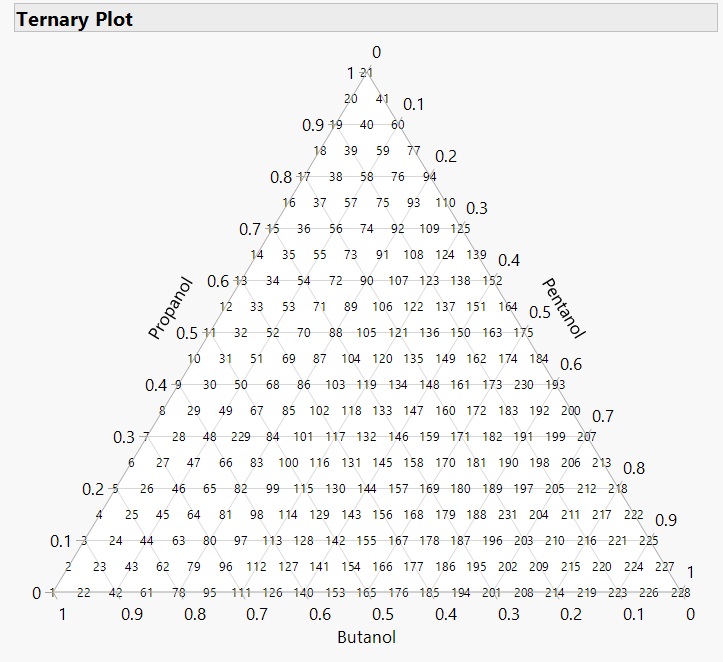 Ternary Plot
0
1 21
20 41 0.1
0.9 19 40 60
18 39 59 77 0.2
0.8 17 38 58 76 94
16 37 57 75 93 110 0.3
0.7 15 36 56 74 92 109 125
14 35 55 73 91 108 124 139 0.4
0.6 13 34 54 72 90 107 123 138 152
Propanol
Pentanol
12 33 53 71 89 106 122 137 151 164 0.5
0.5 11 32 52 70 88 105 121 136 150 163 175
10 31 51 69 87 104 120 135 149 162 174 184 0.6
0.4 9 30 50 68 86 103 119 134 148 161 173 230 193
8 29 49 67 85 102 118 133 147 160 172 183 192 200 0.7
0.3 7 28 48 229 84 101 117 132 146 159 171 182 191 199 207
6 27 47 66 83 100 116 131 145 158 170 181 190 198 206 213 0.8
0.2 5 26 46 65 82 99 115 130 144 157 169 180 189 197 205 212 218
4 25 45 64 81 98 114 129 143 156 168 179 188 231 204 211 217 222 0.9
0.1 3 24 44 63 80 97 113 128 142 155 167 178 187 196 203 210 216 221 225
2 23 43 62 79 96 112 127 141 154 166 177 186 195 202 209 215 220 224 227 1
0 1 22 42 61 78 95 111 126 140 153 165 176 185 194 201 208 214 219 223 226 228
1 0.9 0.8 0.7 0.6 0.5 0.4 0.3 0.2 0.1 0
Butanol